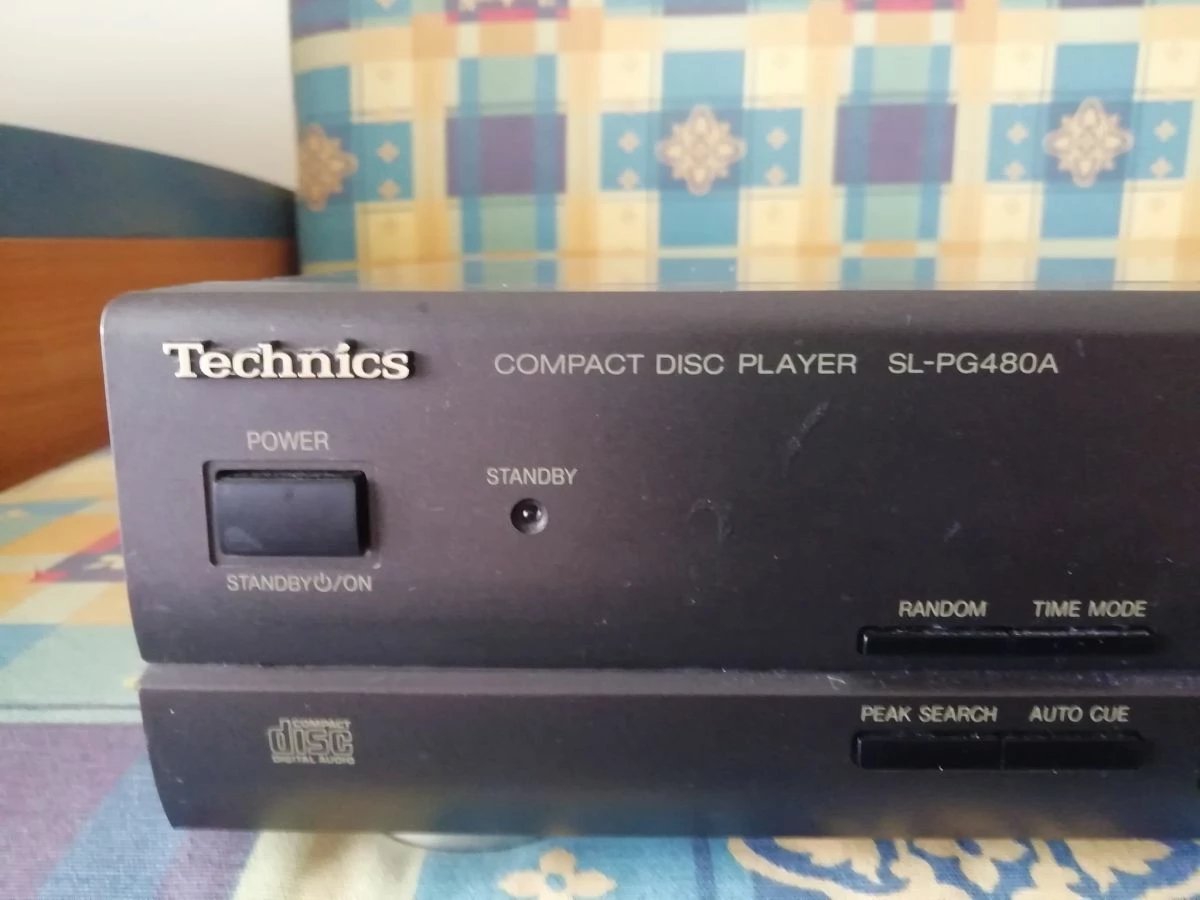 Technics
COMPACT DISC PLAYER SL-PG480A
POWER
STANDBY
STANDBY⏻/ON
RANDOM TIME MODE
PEAK SEARCH AUTO CUE
COMPACT
disc
DIGITAL AUDIO